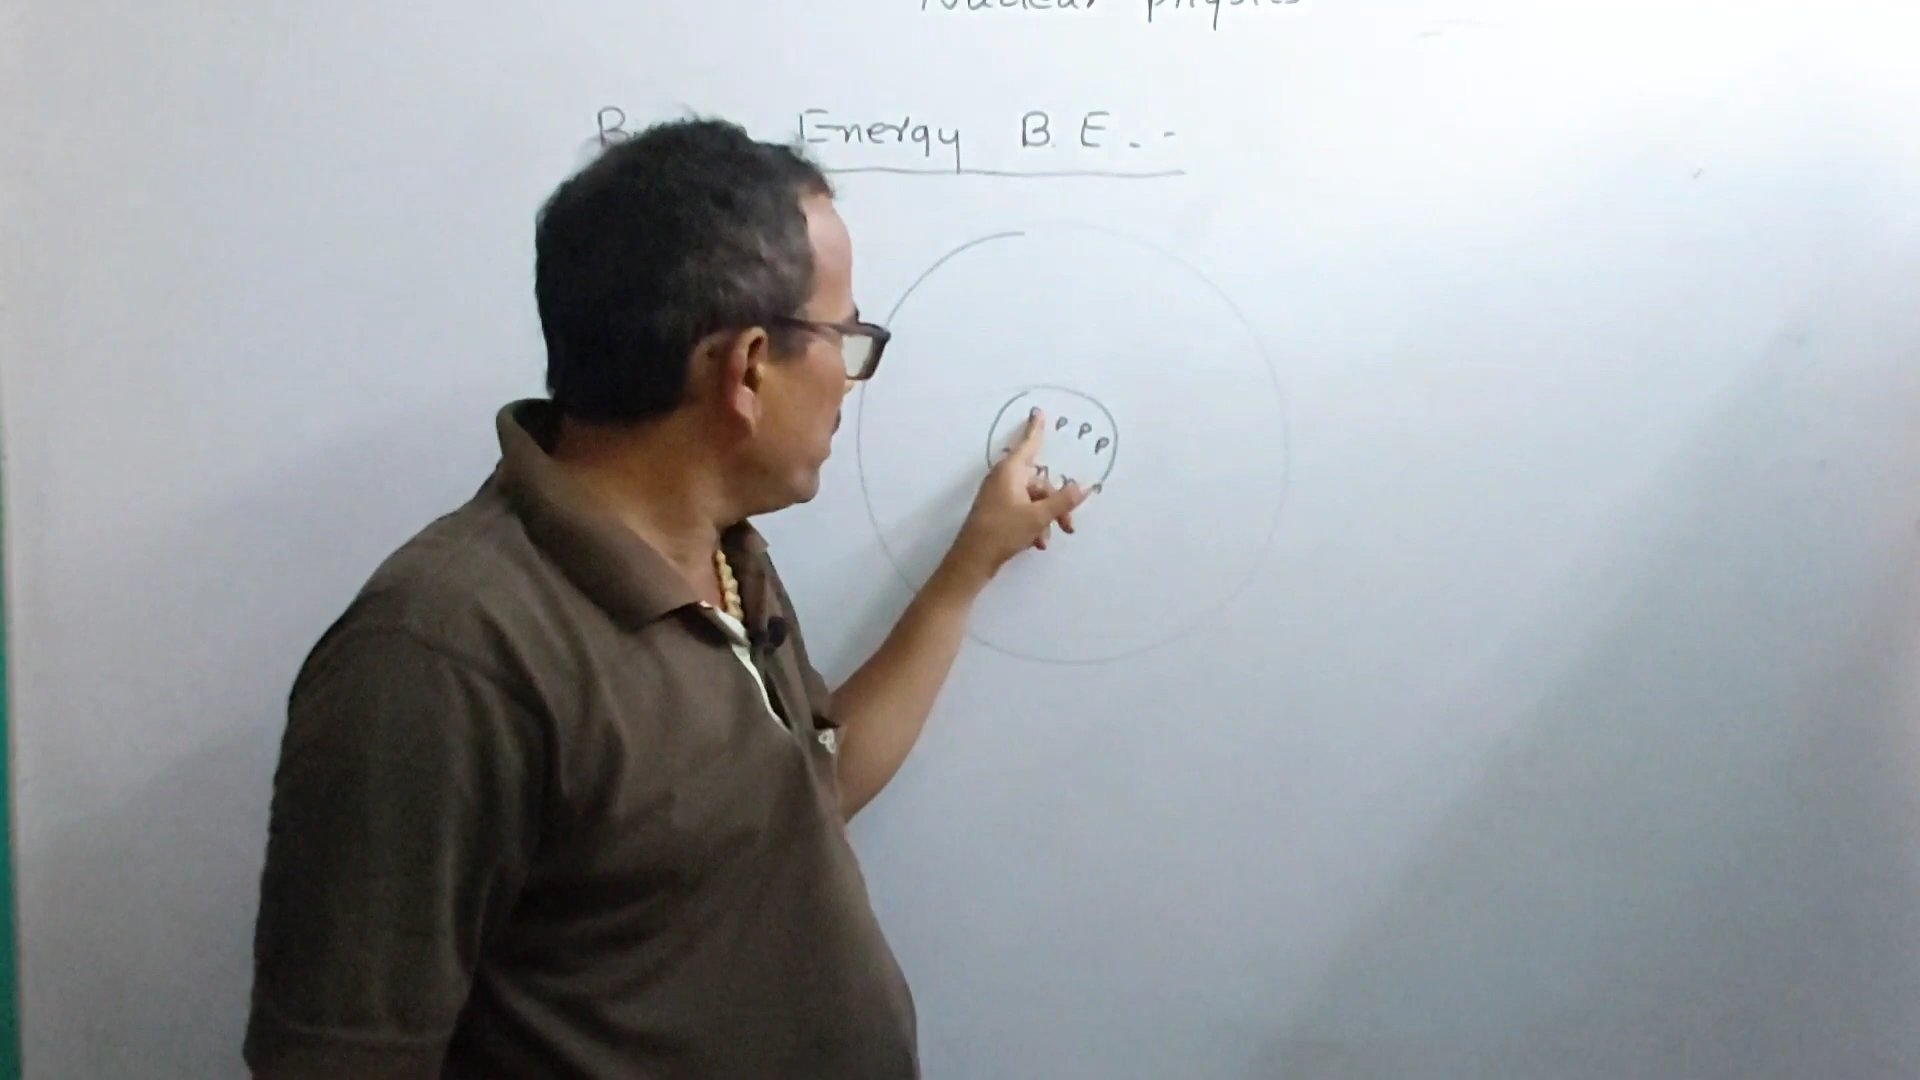 Nuclear physics
Energy B.E.-
p p p p
n n n